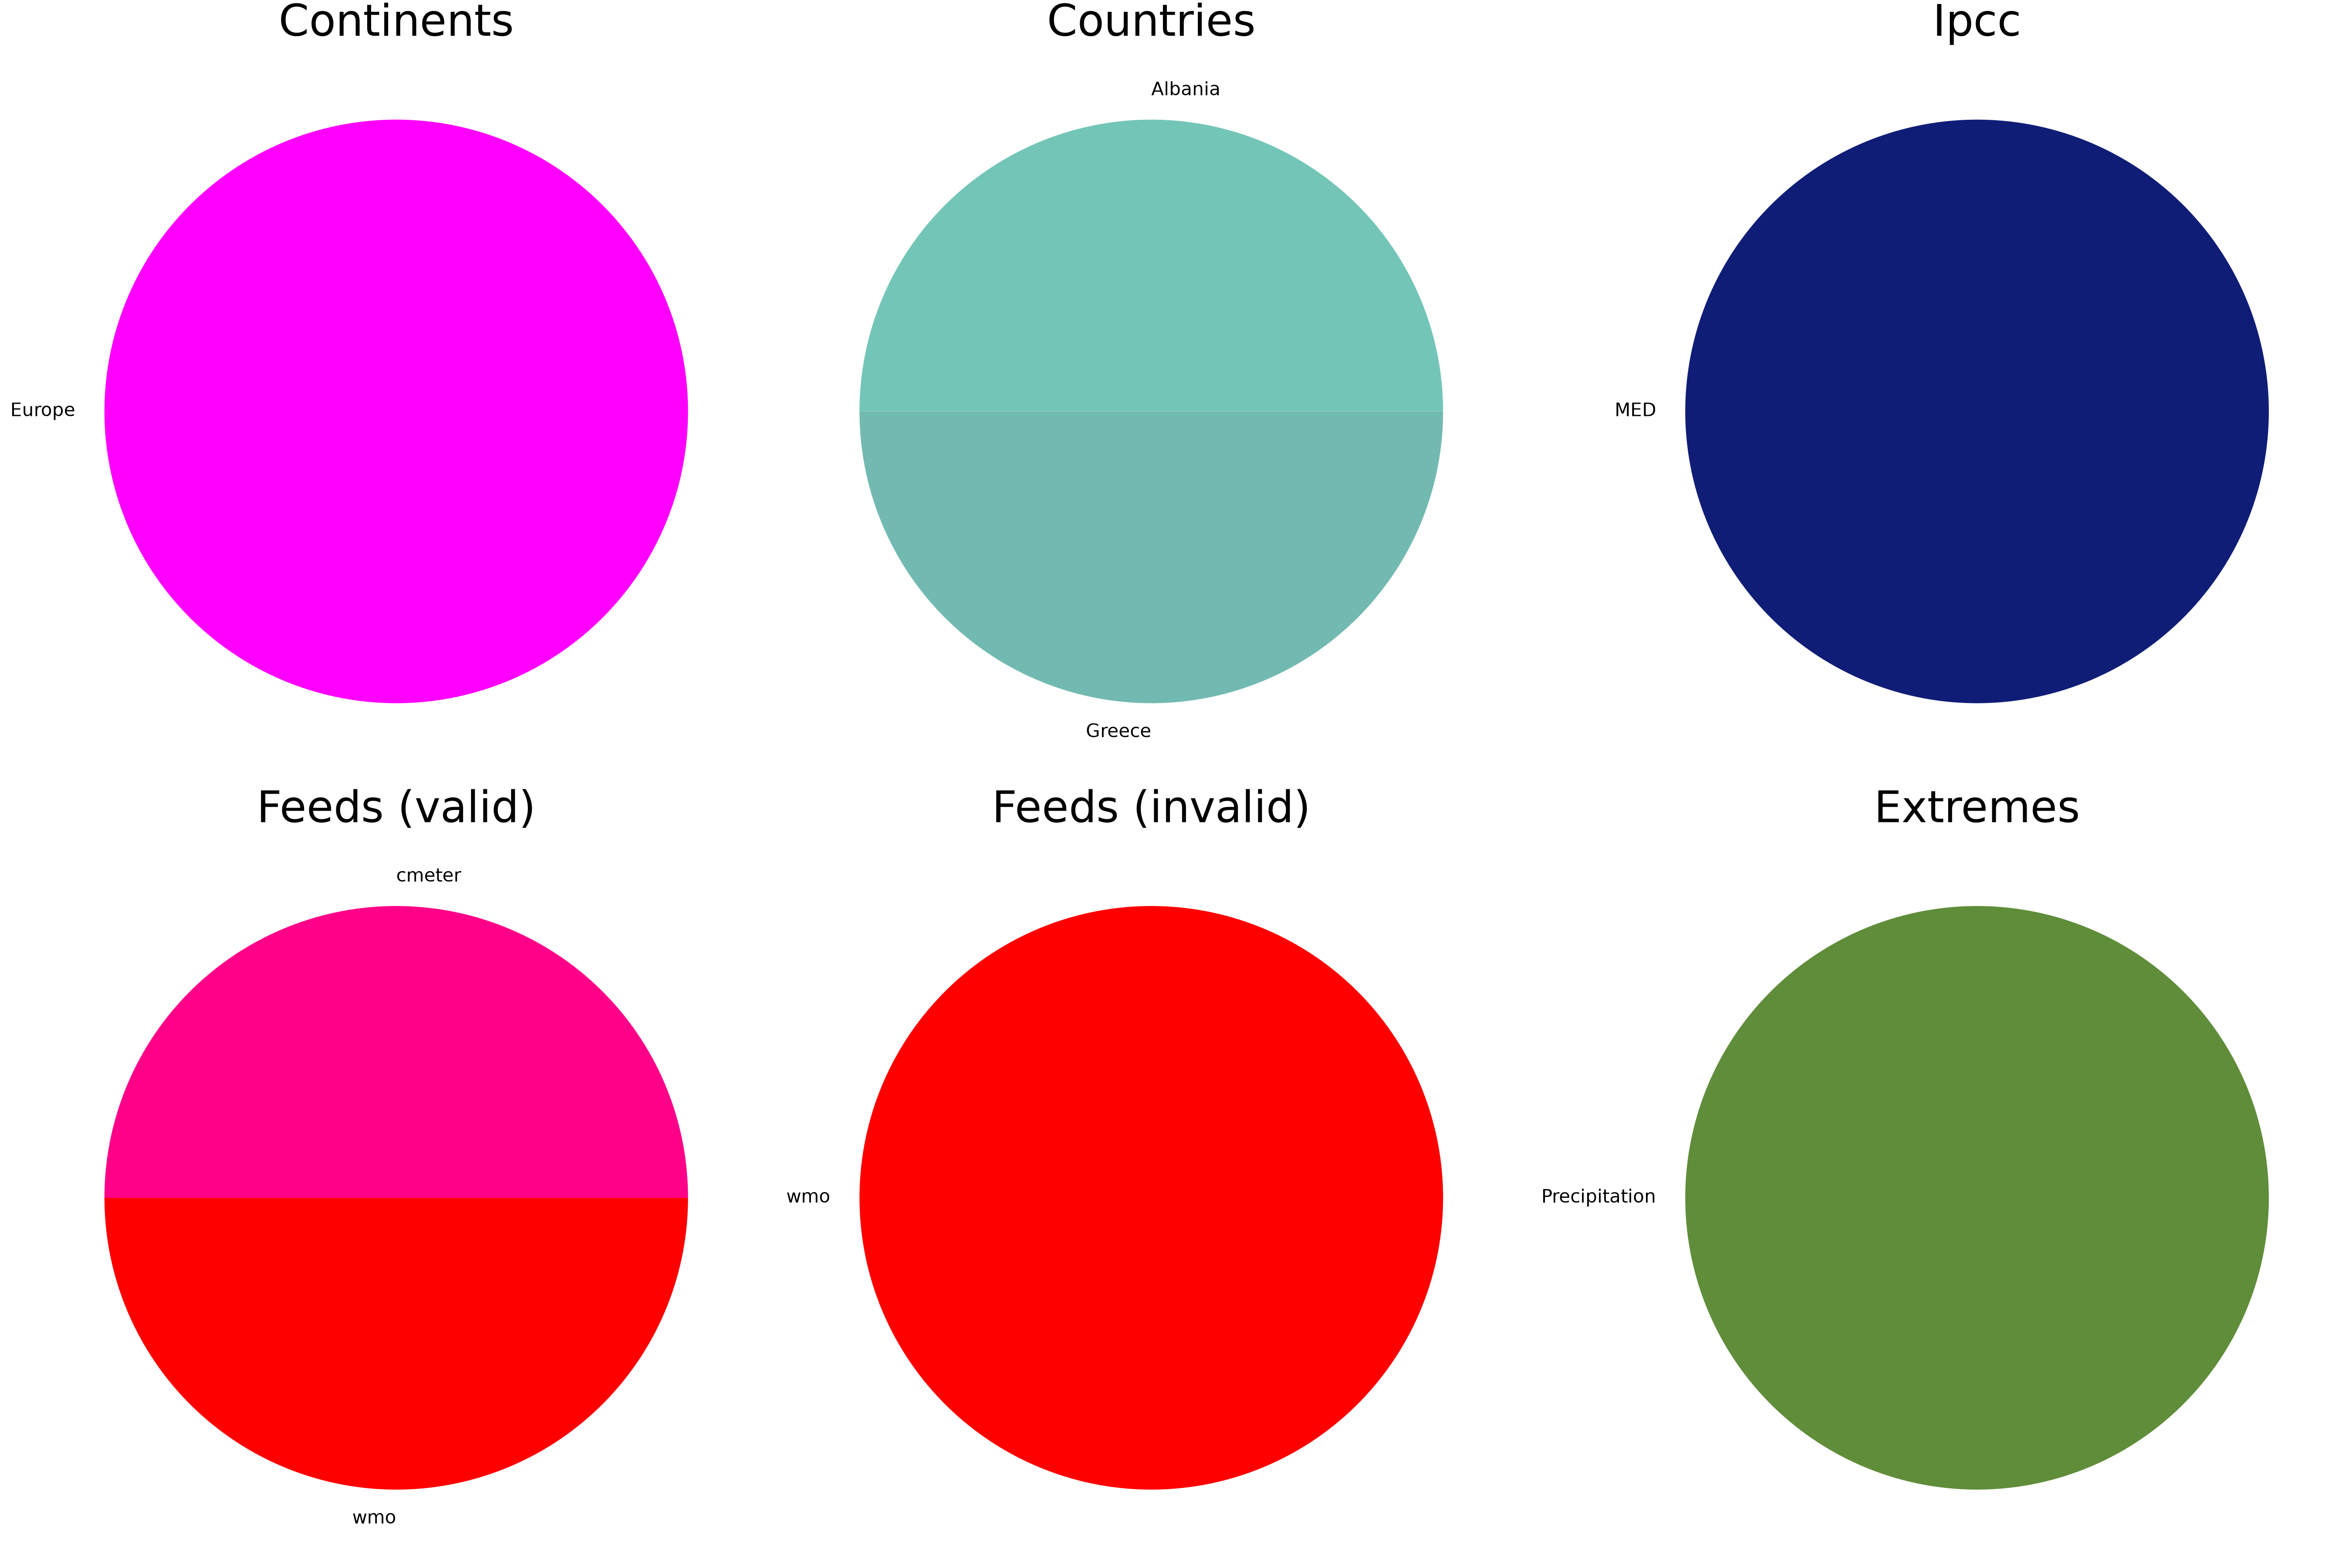 Continents
Countries
Ipcc
Albania
Europe
MED
Greece
Feeds (valid)
Feeds (invalid)
Extremes
cmeter
wmo
Precipitation
wmo